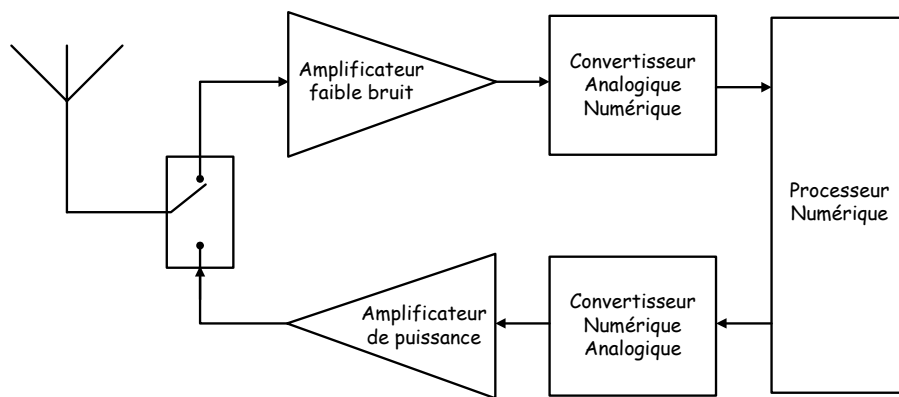 Amplificateur
faible bruit
Convertisseur
Analogique
Numérique
Processeur
Numérique
Amplificateur
de puissance
Convertisseur
Numérique
Analogique